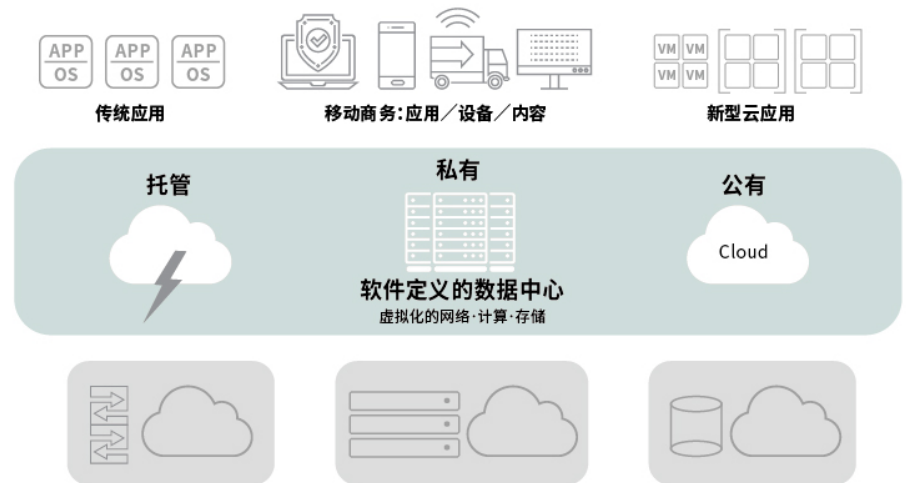 APP APP APP
OS OS OS
VM VM
VM VM
传统应用
移动商务：应用／设备／内容
新型云应用
托管
私有
公有
Cloud
软件定义的数据中心
虚拟化的网络·计算·存储